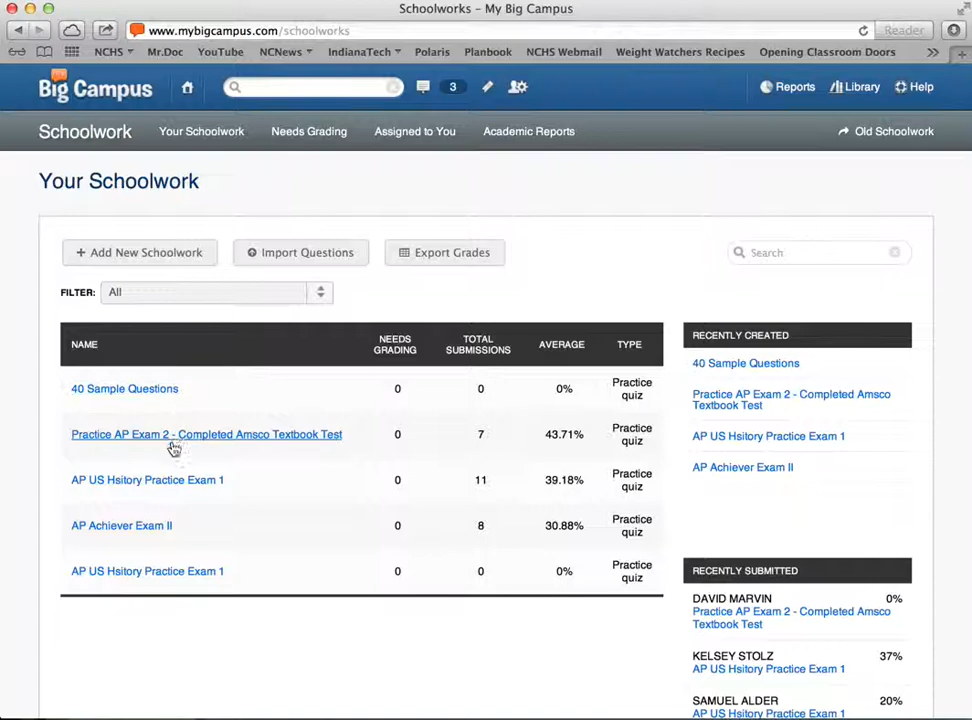 Schoolworks – My Big Campus
www.mybigcampus.com/schoolworks
Reader
NCHS Mr.Doc YouTube NCNews IndianaTech Polaris Planbook NCHS Webmail Weight Watchers Recipes Opening Classroom Doors
My Big Campus 3 Reports Library Help
Schoolwork Your Schoolwork Needs Grading Assigned to You Academic Reports Old Schoolwork
Your Schoolwork
+ Add New Schoolwork Import Questions Export Grades Search
FILTER: All
NAME NEEDS GRADING TOTAL SUBMISSIONS AVERAGE TYPE
40 Sample Questions 0 0 0% Practice quiz
Practice AP Exam 2 - Completed Amsco Textbook Test 0 7 43.71% Practice quiz
AP US Hsitory Practice Exam 1 0 11 39.18% Practice quiz
AP Achiever Exam II 0 8 30.88% Practice quiz
AP US Hsitory Practice Exam 1 0 0 0% Practice quiz
RECENTLY CREATED
40 Sample Questions
Practice AP Exam 2 - Completed Amsco
Textbook Test
AP US Hsitory Practice Exam 1
AP Achiever Exam II
RECENTLY SUBMITTED
DAVID MARVIN 0%
Practice AP Exam 2 - Completed Amsco
Textbook Test
KELSEY STOLZ 37%
AP US Hsitory Practice Exam 1
SAMUEL ALDER 20%
AP US Hsitory Practice Exam 1